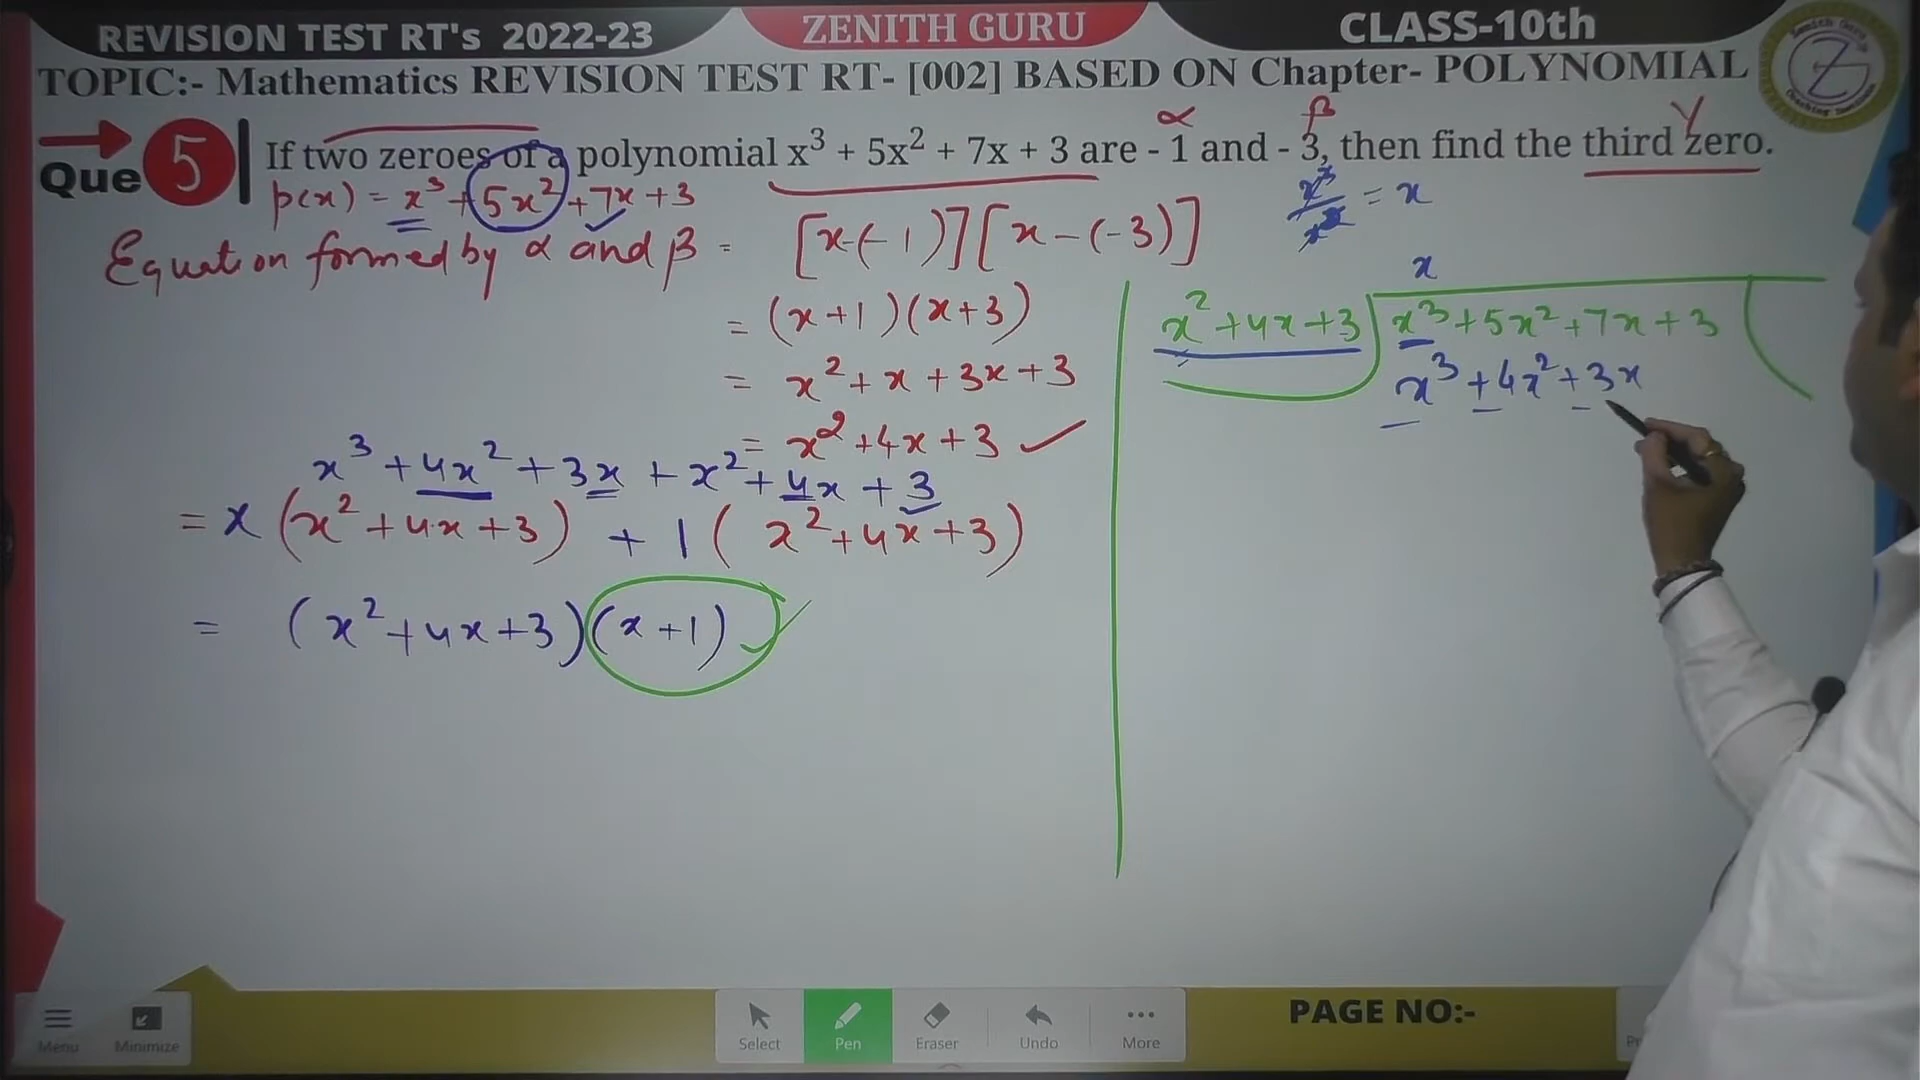 REVISION TEST RT's 2022-23
ZENITH GURU
CLASS-10th
TOPIC:- Mathematics REVISION TEST RT- [002] BASED ON Chapter- POLYNOMIAL
α β γ
Que 5 If two zeroes of a polynomial x³ + 5x² + 7x + 3 are - 1 and - 3, then find the third zero.
p(x) = x³ + 5x² + 7x + 3
Equation formed by α and β = [x-(-1)][x-(-3)]
= (x+1)(x+3)
= x² + x + 3x + 3
= x² + 4x + 3 ✓
x³ + 4x² + 3x + x² + 4x + 3
= x (x² + 4x + 3) + 1 ( x² + 4x + 3)
= (x² + 4x + 3)(x + 1)
x³/x² = x
x
x² + 4x + 3 ) x³ + 5x² + 7x + 3 (
x³ + 4x² + 3x
— — —
Menu
Minimize
Select
Pen
Eraser
Undo
More
PAGE NO:-